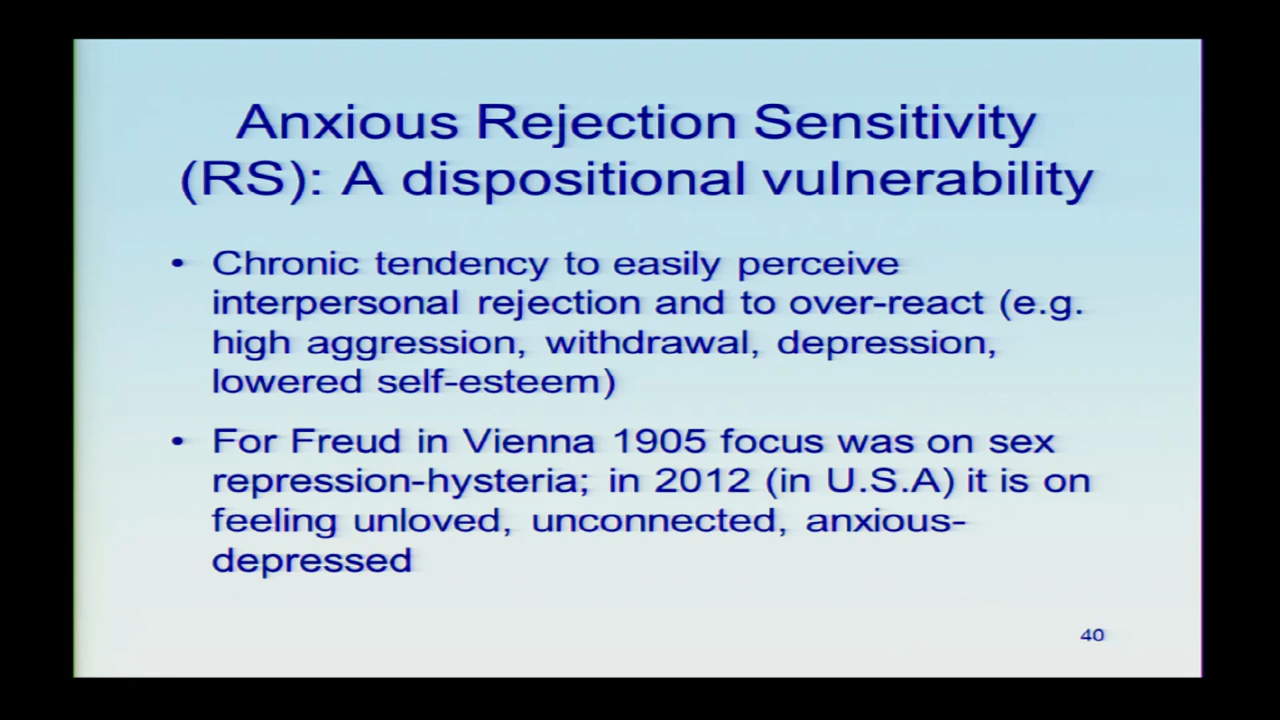 Anxious Rejection Sensitivity
(RS): A dispositional vulnerability
• Chronic tendency to easily perceive
interpersonal rejection and to over-react (e.g.
high aggression, withdrawal, depression,
lowered self-esteem)
• For Freud in Vienna 1905 focus was on sex
repression-hysteria; in 2012 (in U.S.A) it is on
feeling unloved, unconnected, anxious-
depressed
40